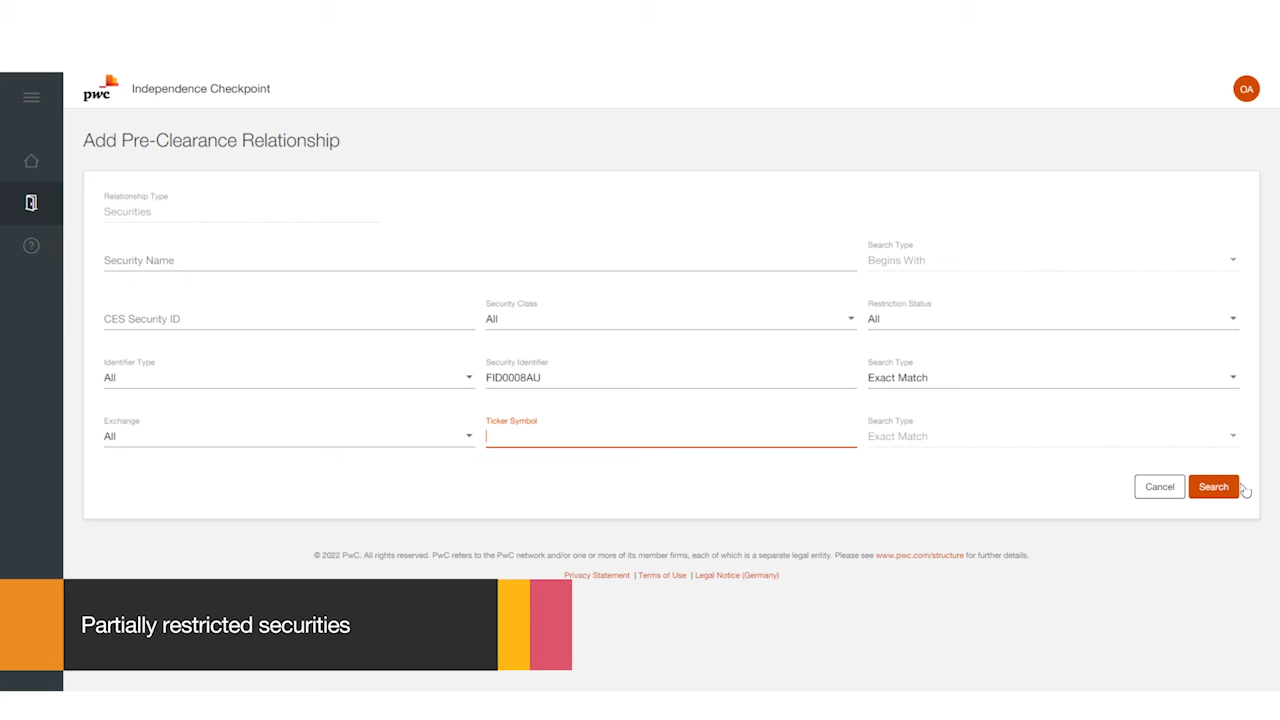 pwc
Independence Checkpoint
OA
Add Pre-Clearance Relationship
Relationship Type
Securities
Security Name
Search Type
Begins With
CES Security ID
Security Class
All
Restriction Status
All
Identifier Type
All
Security Identifier
FID0008AU
Search Type
Exact Match
Exchange
All
Ticker Symbol
Search Type
Exact Match
Cancel
Search
© 2022 PwC. All rights reserved. PwC refers to the PwC network and/or one or more of its member firms, each of which is a separate legal entity. Please see www.pwc.com/structure for further details.
Privacy Statement | Terms of Use | Legal Notice (Germany)
Partially restricted securities